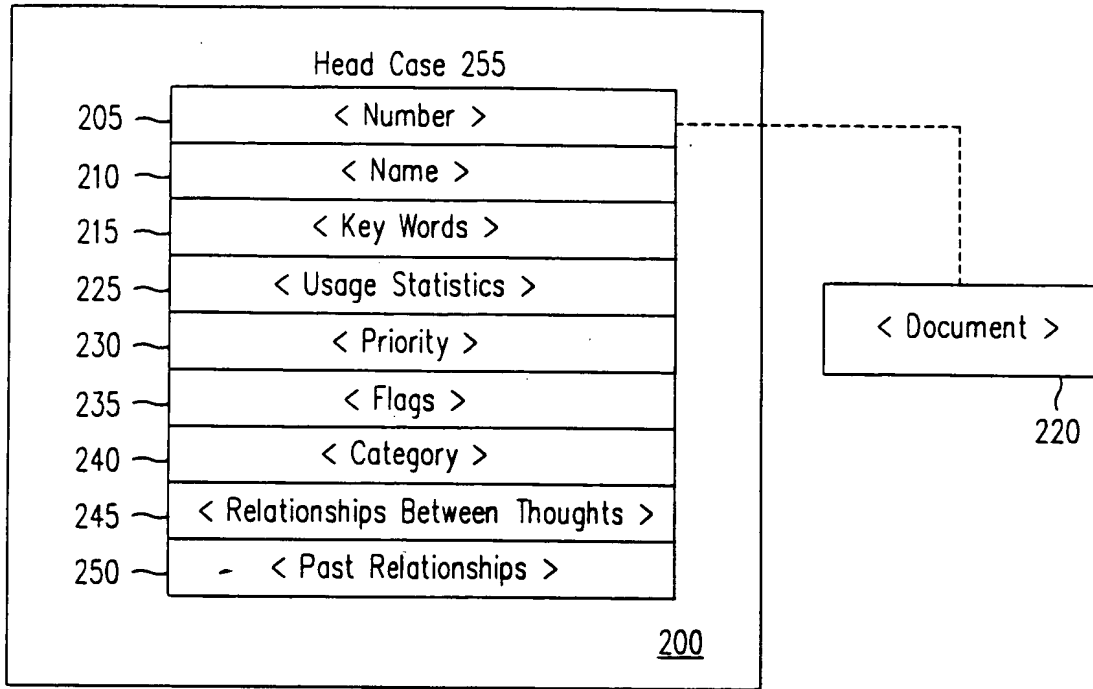 Head Case 255
205 < Number >
210 < Name >
215 < Key Words >
225 < Usage Statistics >
230 < Priority >
235 < Flags >
240 < Category >
245 < Relationships Between Thoughts >
250 < Past Relationships >
200
< Document >
220